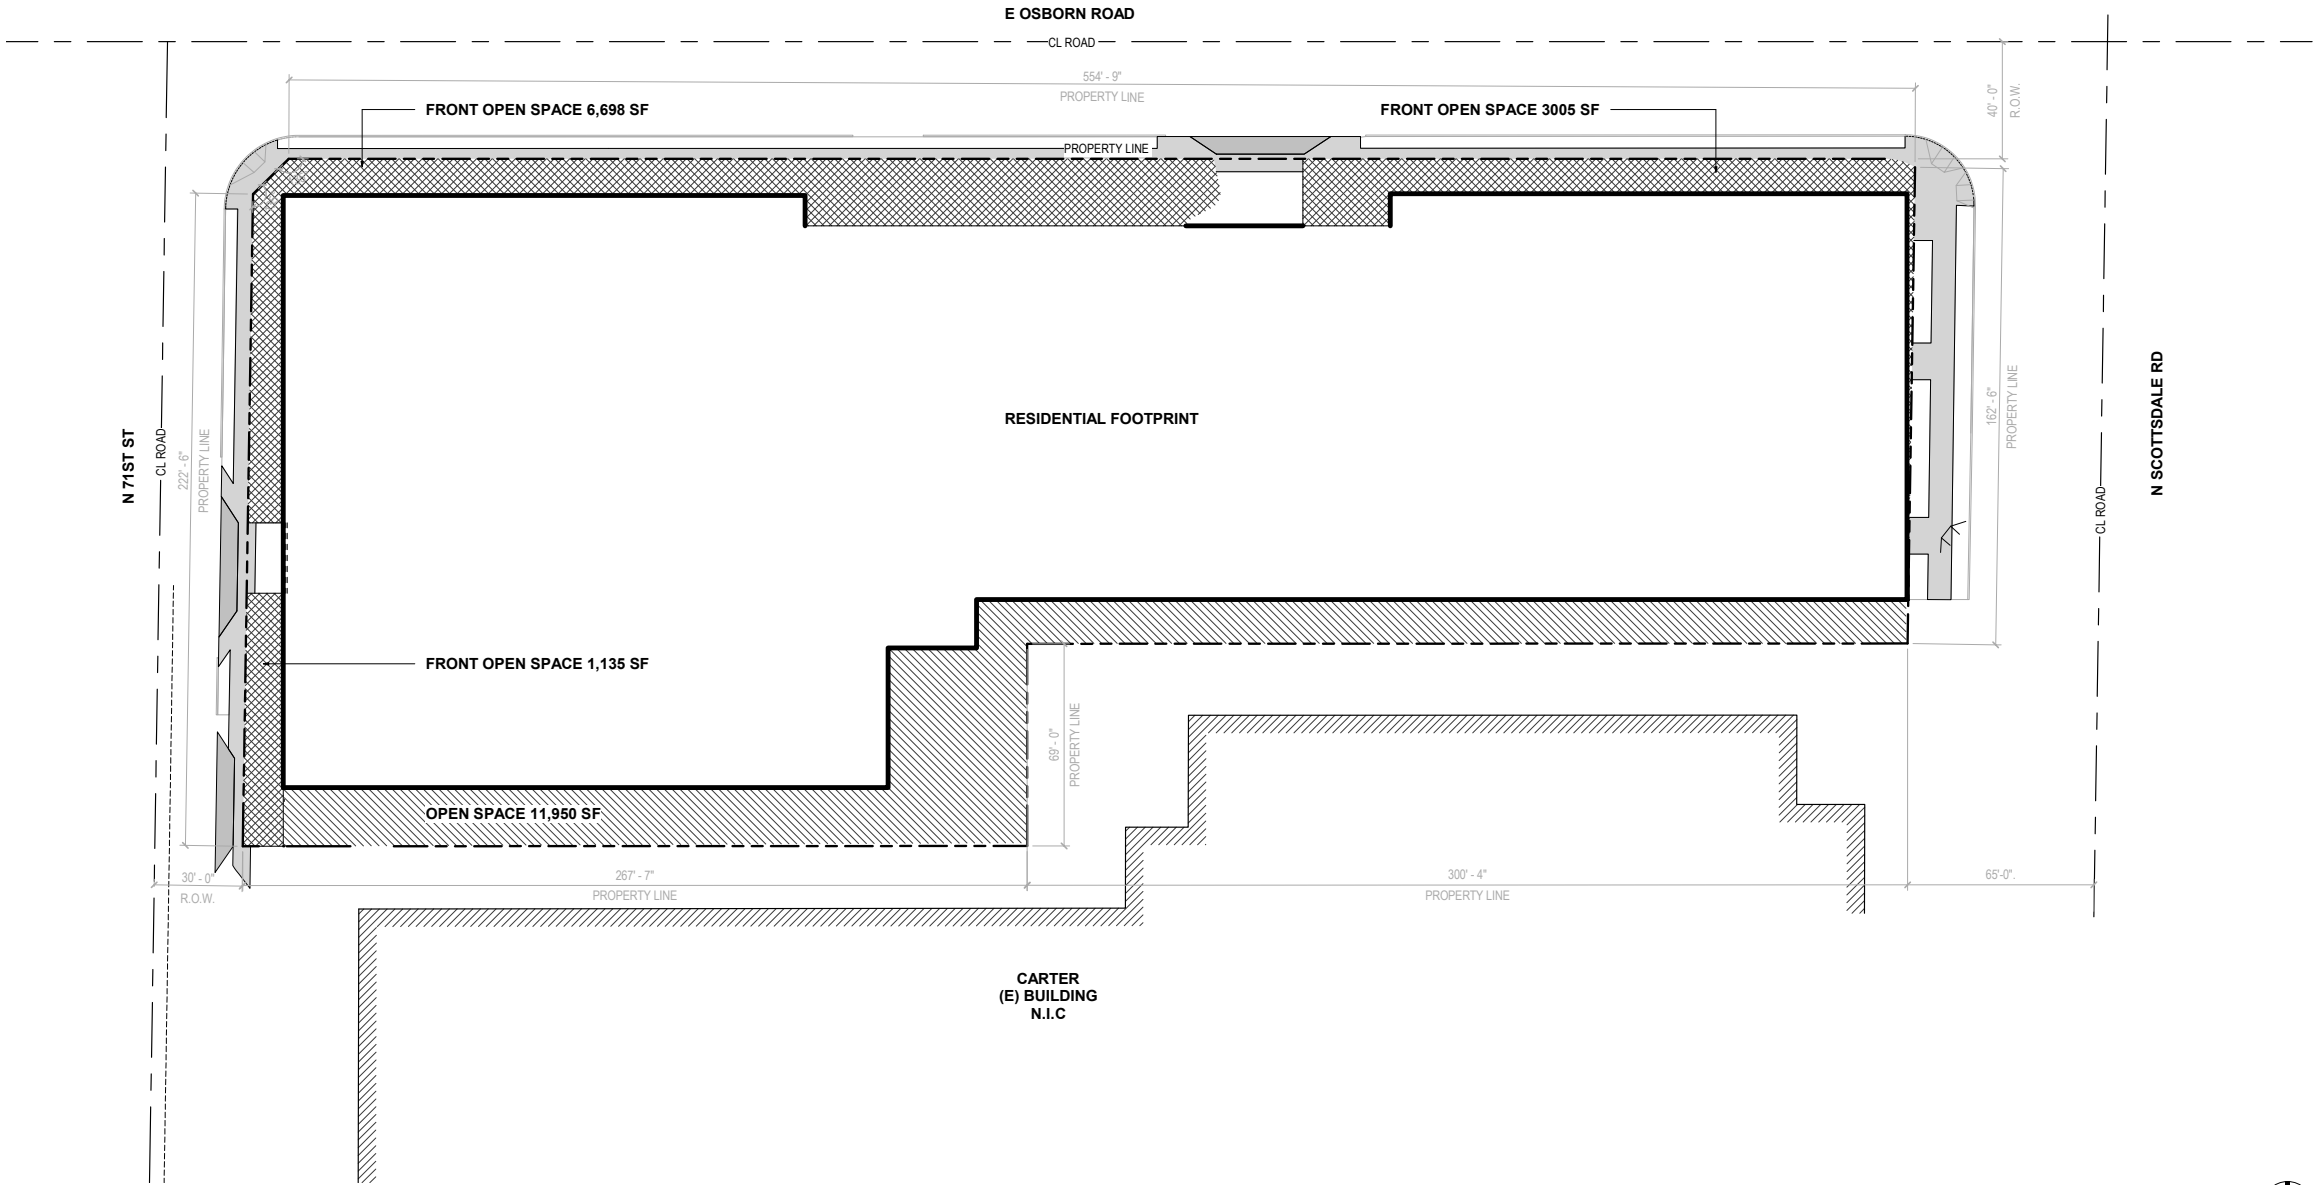 E OSBORN ROAD
CL ROAD
554' - 9"
PROPERTY LINE
FRONT OPEN SPACE 6,698 SF
FRONT OPEN SPACE 3005 SF
40' - 0"
R.O.W.
PROPERTY LINE
N 71ST ST
CL ROAD
222' - 6"
PROPERTY LINE
RESIDENTIAL FOOTPRINT
162' - 6"
PROPERTY LINE
N SCOTTSDALE RD
CL ROAD
FRONT OPEN SPACE 1,135 SF
69' - 0"
PROPERTY LINE
OPEN SPACE 11,950 SF
30' - 0"
R.O.W.
267' - 7"
PROPERTY LINE
300' - 4"
PROPERTY LINE
65'-0".
CARTER
(E) BUILDING
N.I.C